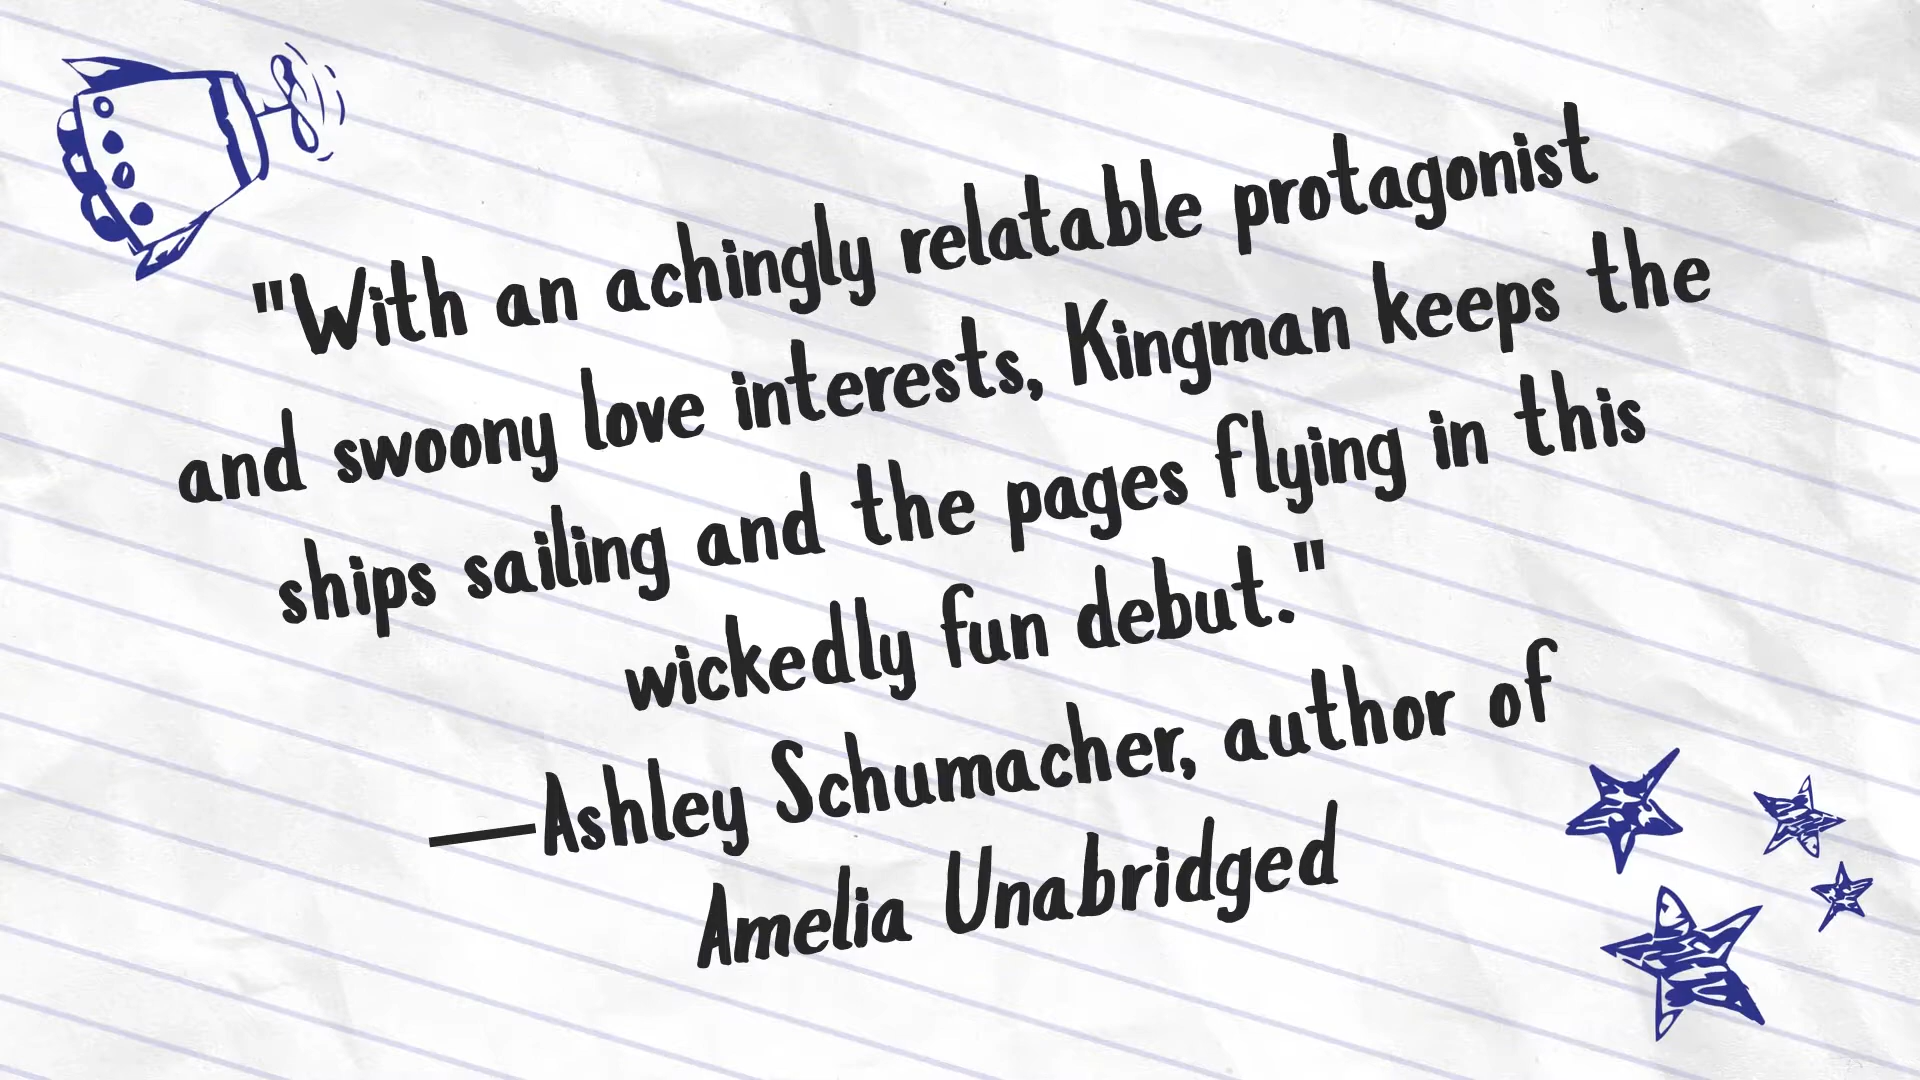 "With an achingly relatable protagonist
and swoony love interests, Kingman keeps the
ships sailing and the pages flying in this
wickedly fun debut."
—Ashley Schumacher, author of
Amelia Unabridged